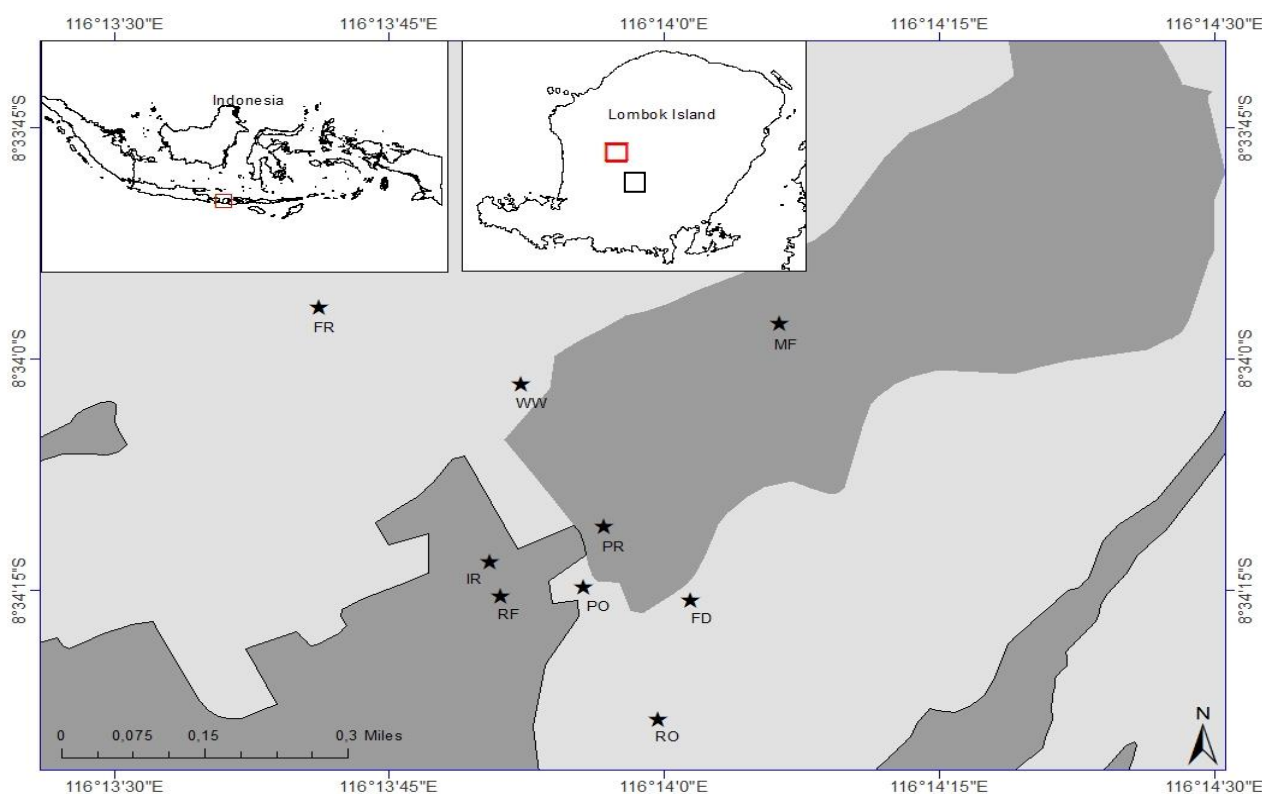 116°13'30"E 116°13'45"E 116°14'0"E 116°14'15"E 116°14'30"E
Indonesia
Lombok Island
8°33'45"S 8°33'45"S
FR
MF
8°34'0"S 8°34'0"S
WW
PR
IR
8°34'15"S 8°34'15"S
RF
PO
FD
RO
N
0 0,075 0,15 0,3 Miles
116°13'30"E 116°13'45"E 116°14'0"E 116°14'15"E 116°14'30"E